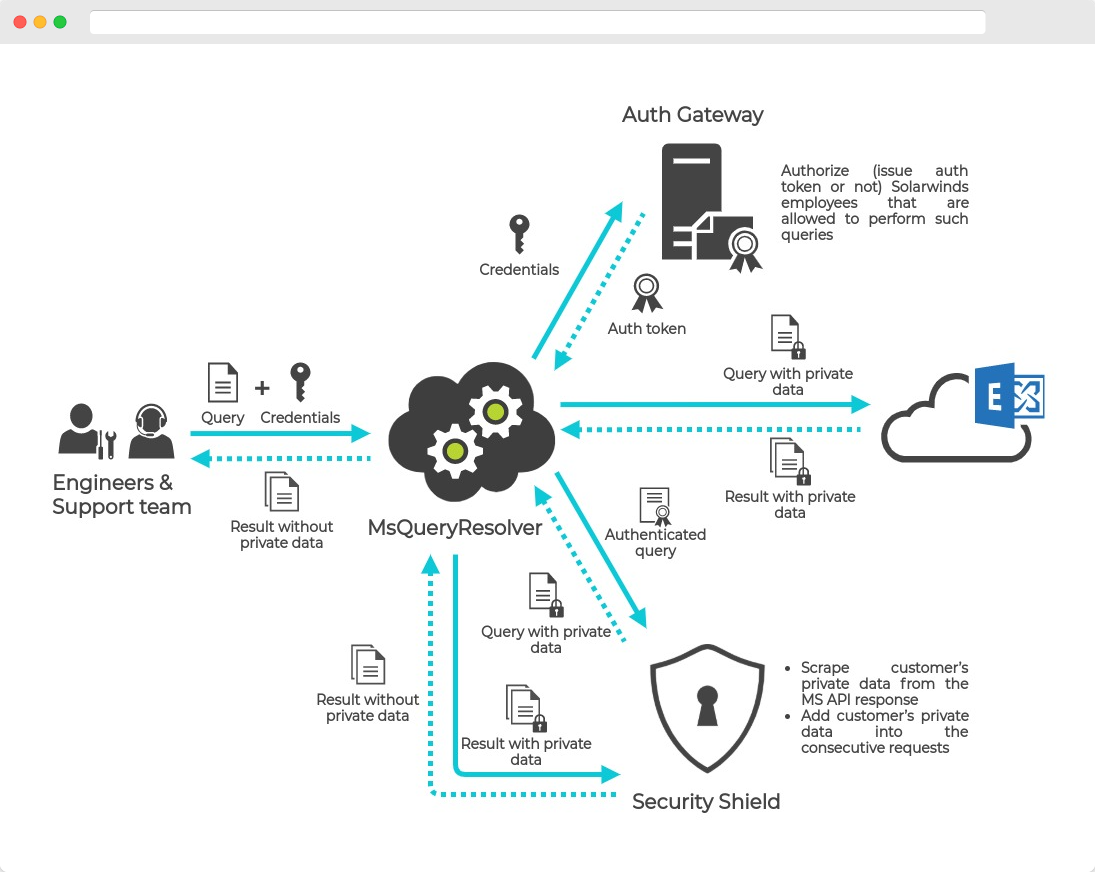 Auth Gateway
Authorize (issue auth
token or not) Solarwinds
employees that are
allowed to perform such
queries
Credentials
Auth token
Query with private
data
Query + Credentials
E
Engineers &
Support team
Result without
private data
MsQueryResolver
Result with private
data
Authenticated
query
Query with private
data
Result without
private data
Result with private
data
• Scrape customer's
private data from the
MS API response
• Add customer's private
data into the
consecutive requests
Security Shield